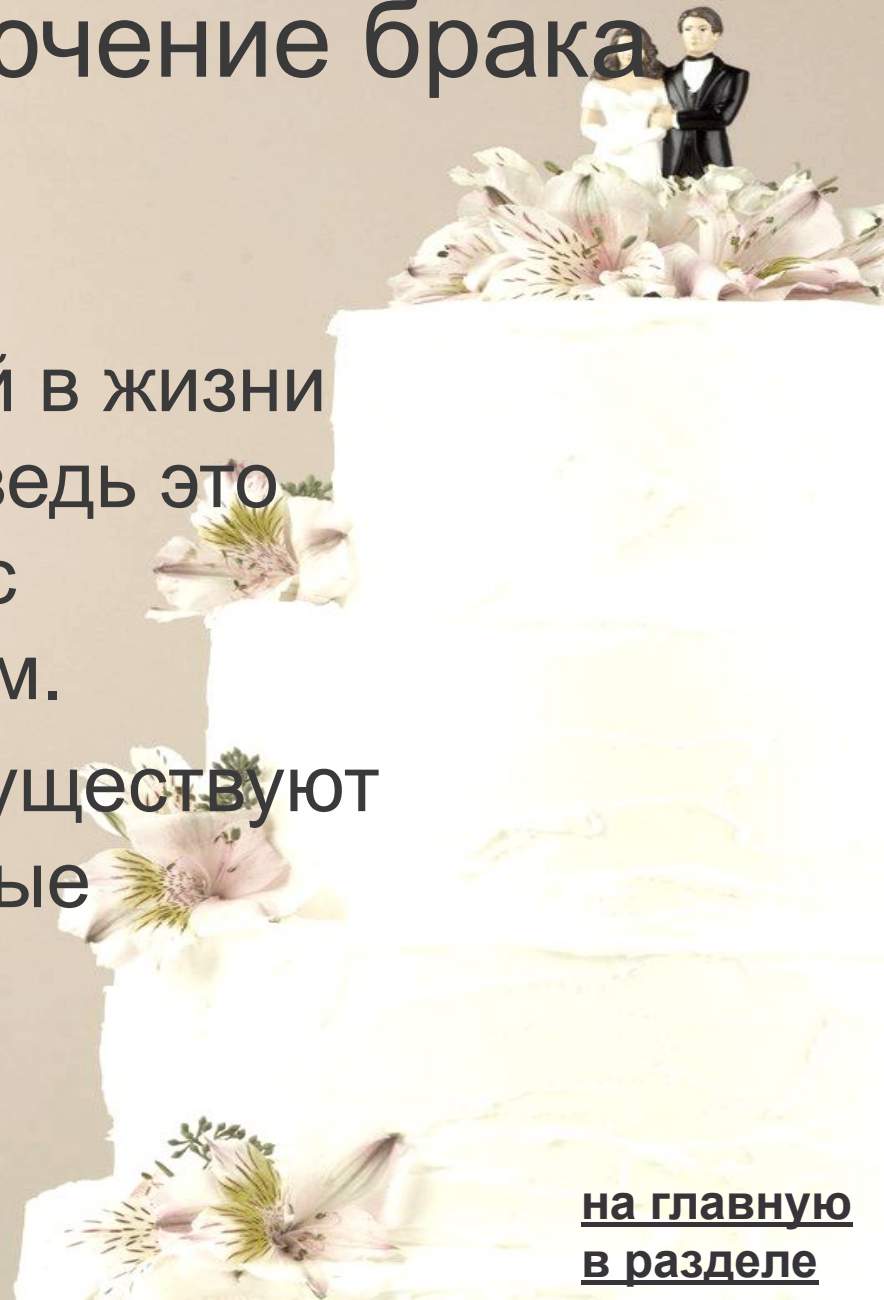 очение брака
й в жизни
ведь это
с
м.
уществуют
ые
на главную
в разделе